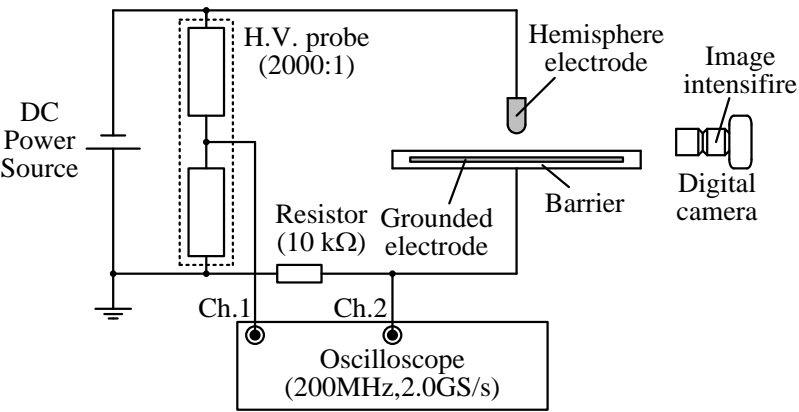 H.V. probe
(2000:1)
Hemisphere
electrode
Image
intensifire
DC
Power
Source
Digital
camera
Barrier
Resistor
(10 kΩ)
Grounded
electrode
Ch.1
Ch.2
Oscilloscope
(200MHz,2.0GS/s)